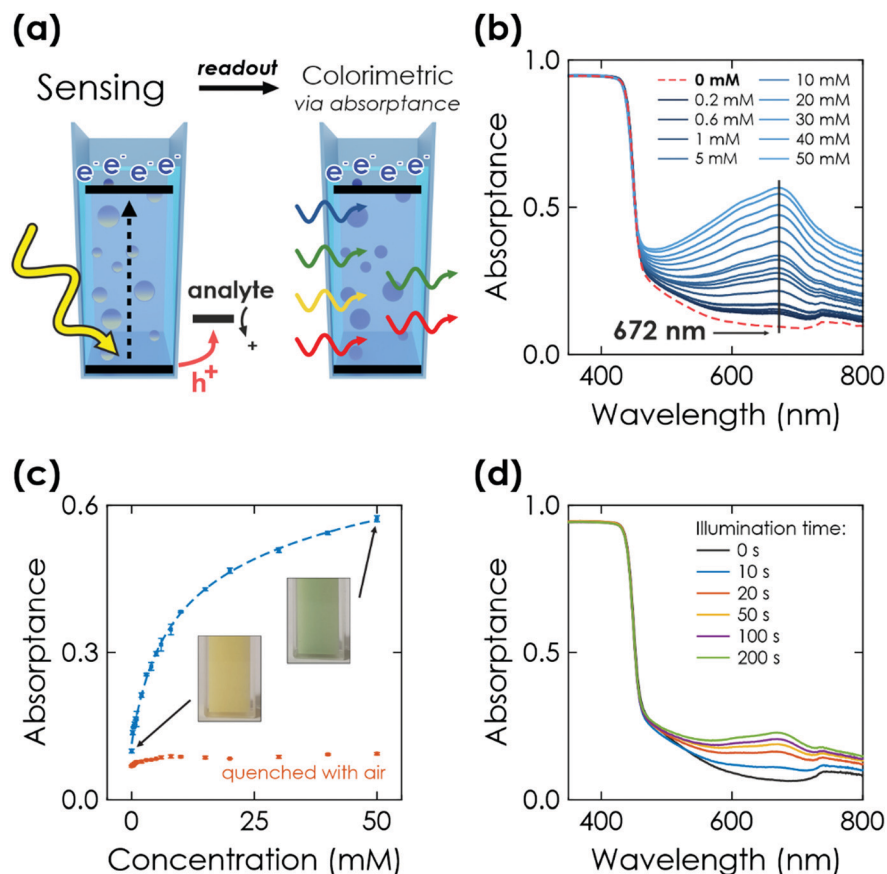 (a)
Sensing
readout
Colorimetric
via absorptance
e- e- e- e-
e- e- e- e-
analyte
+
h+
(b)
Absorptance
1.0
0.5
0.0
0 mM
0.2 mM
0.6 mM
1 mM
5 mM
10 mM
20 mM
30 mM
40 mM
50 mM
672 nm
400
600
800
Wavelength (nm)
(c)
Absorptance
0.6
0.3
0.0
quenched with air
0
25
50
Concentration (mM)
(d)
Absorptance
1.0
0.5
0.0
Illumination time:
0 s
10 s
20 s
50 s
100 s
200 s
400
600
800
Wavelength (nm)